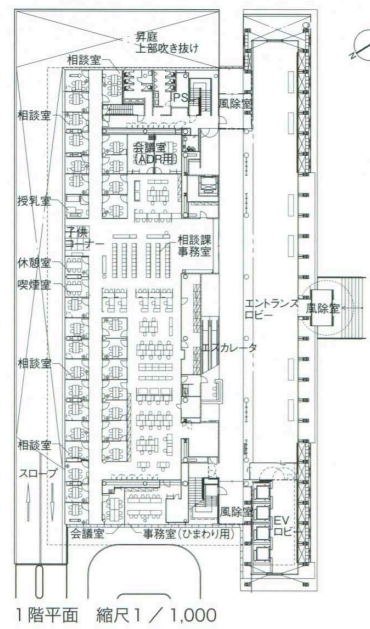 昇庭
上部吹き抜け
相談室
相談室
PS
風除室
会議室
(ADR用)
授乳室
子供
コーナー
相談課
事務室
休憩室
喫煙室
エントランス
ロビー
風除室
エスカレータ
相談室
相談室
スロープ
風除室
EV
ロビー
会議室
事務室(ひまわり用)
1階平面 縮尺1/1,000